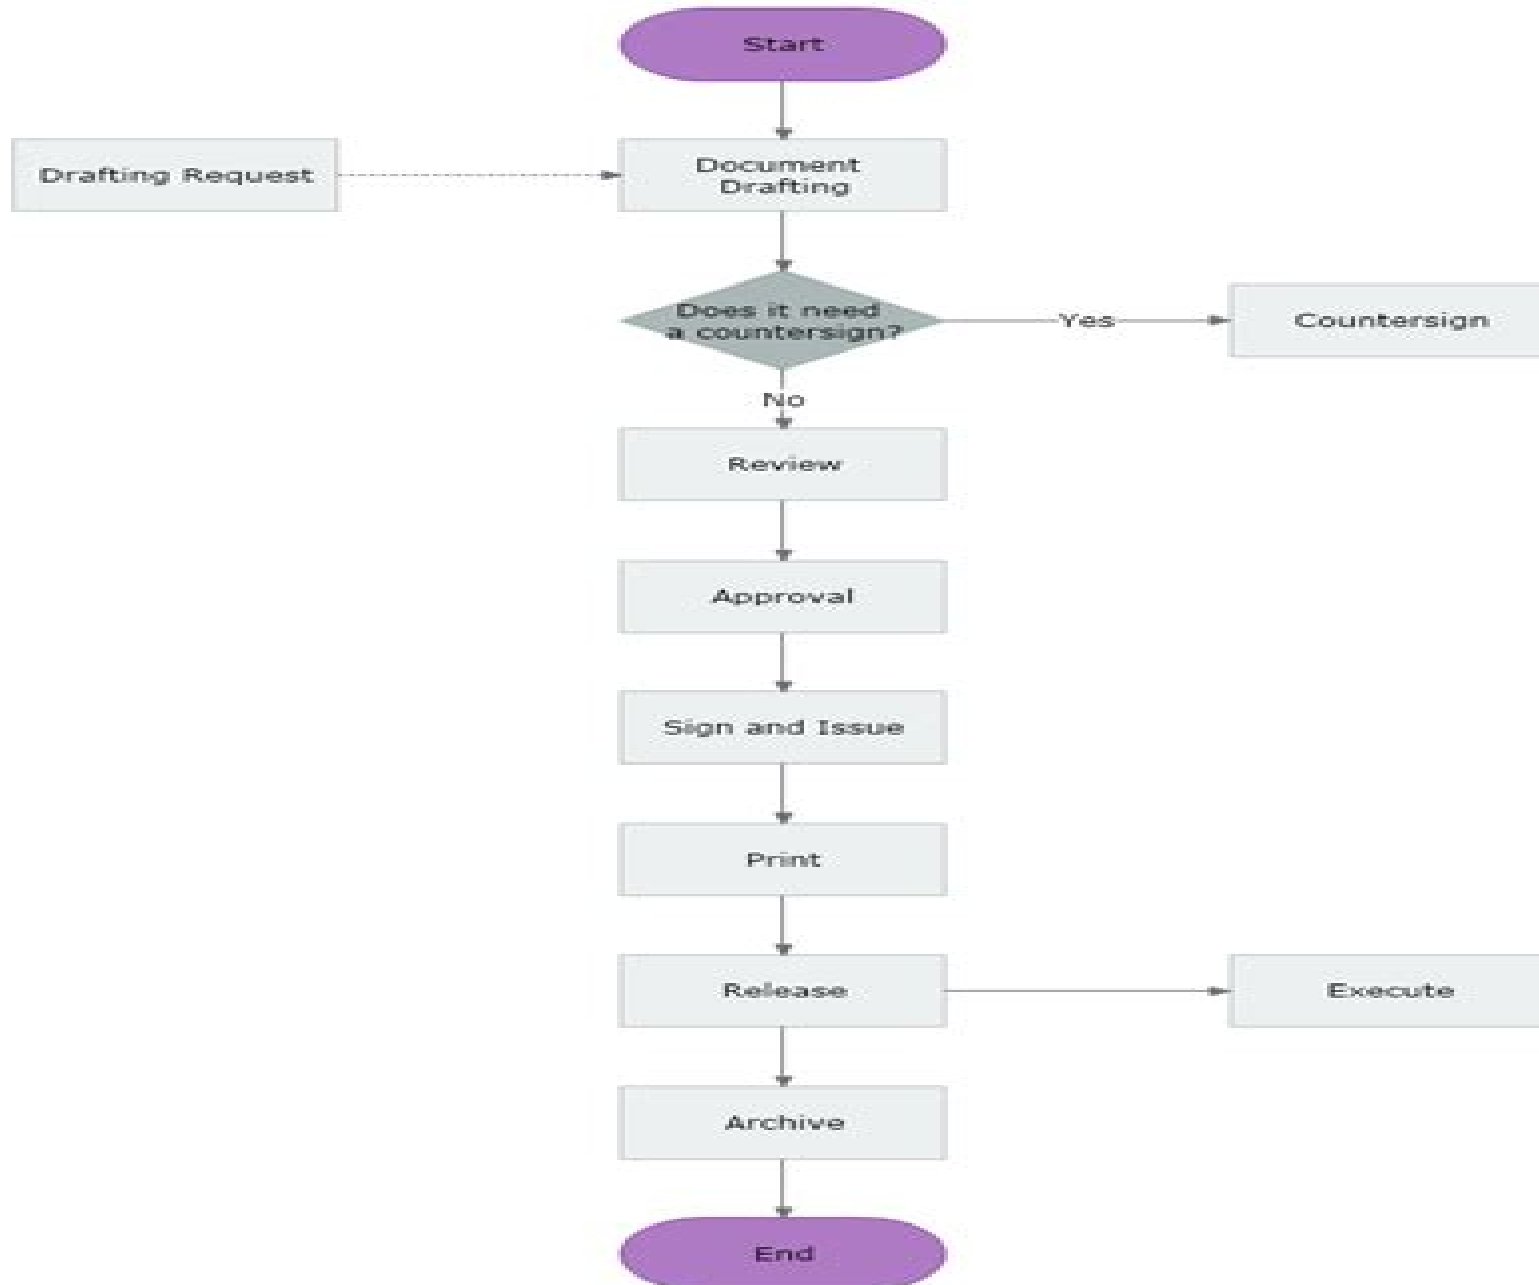 Start
Drafting Request
Document
Drafting
Does it need
a countersign?
Yes
Countersign
No
Review
Approval
Sign and Issue
Print
Release
Execute
Archive
End